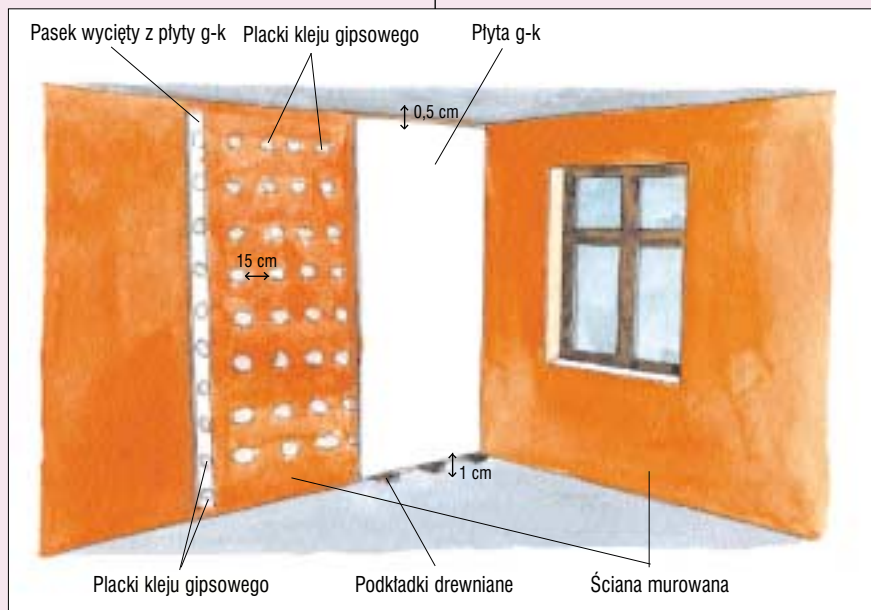 Pasek wycięty z płyty g-k
Placki kleju gipsowego
Płyta g-k
0,5 cm
15 cm
1 cm
Placki kleju gipsowego
Podkładki drewniane
Ściana murowana